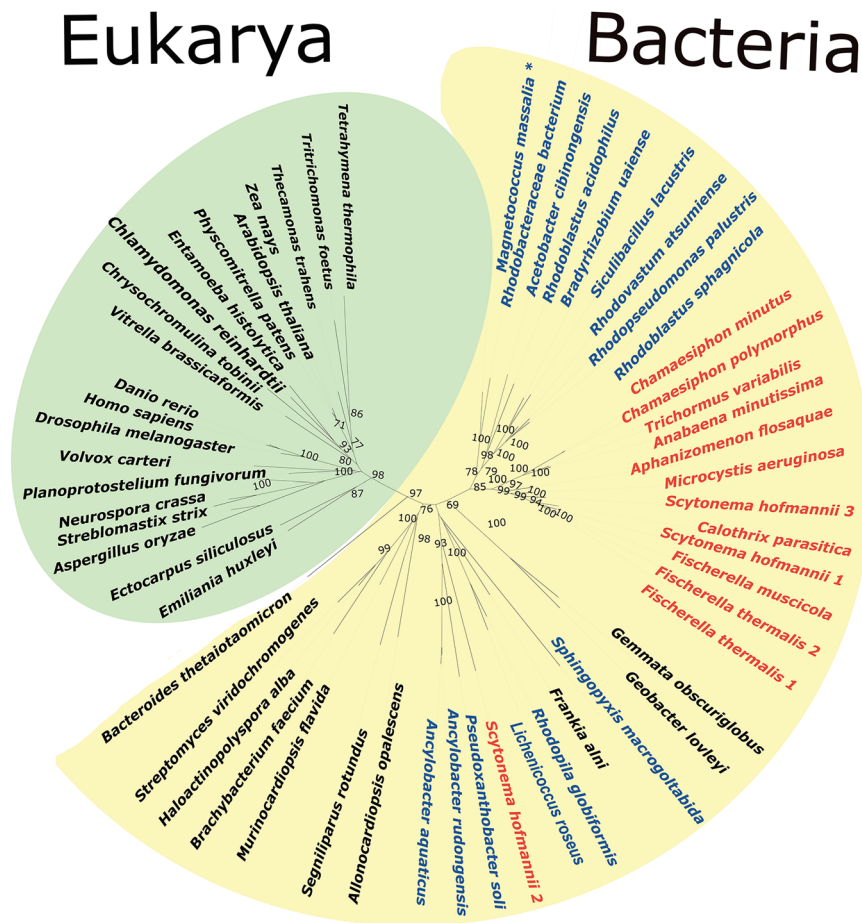 Eukarya
Bacteria
Tetrahymena thermophila
Tritrichomonas foetus
Thecamonas trahens
Zea mays
Arabidopsis thaliana
Physcomitrella patens
Entamoeba histolytica
Chlamydomonas reinhardtii
Chrysochromulina tobinii
Vitrella brassicaformis
Danio rerio
Homo sapiens
Drosophila melanogaster
Volvox carteri
Planoprotostelium fungivorum
Neurospora crassa
Streblomastix strix
Aspergillus oryzae
Ectocarpus siliculosus
Emiliania huxleyi
Magnetococcus massalia *
Rhodobacteraceae bacterium
Acetobacter cibinongensis
Rhodoblastus acidophilus
Bradyrhizobium uaiense
Siculibacillus lacustris
Rhodovastum atsumiense
Rhodopseudomonas palustris
Rhodoblastus sphagnicola
Chamaesiphon minutus
Chamaesiphon polymorphus
Trichormus variabilis
Anabaena minutissima
Aphanizomenon flosaquae
Microcystis aeruginosa
Scytonema hofmannii 3
Calothrix parasitica
Scytonema hofmannii 1
Fischerella muscicola
Fischerella thermalis 2
Fischerella thermalis 1
Gemmata obscuriglobus
Geobacter lovleyi
Sphingopyxis macrogoltabida
Frankia alni
Rhodopila globiformis
Lichenicoccus roseus
Scytonema hofmannii 2
Pseudoxanthobacter soli
Ancylobacter rudongensis
Ancylobacter aquaticus
Allonocardiopsis opalescens
Segniliparus rotundus
Murinocardiopsis flavida
Brachybacterium faecium
Haloactinopolyspora alba
Streptomyces viridochromogenes
Bacteroides thetaiotaomicron
86
71
77
93
80
100
100
98
100
87
97
76
69
100
99
98
93
100
100
100
100
100
98
100
78
79
100
100
100
85
100
97
99
99
100
94
100
100